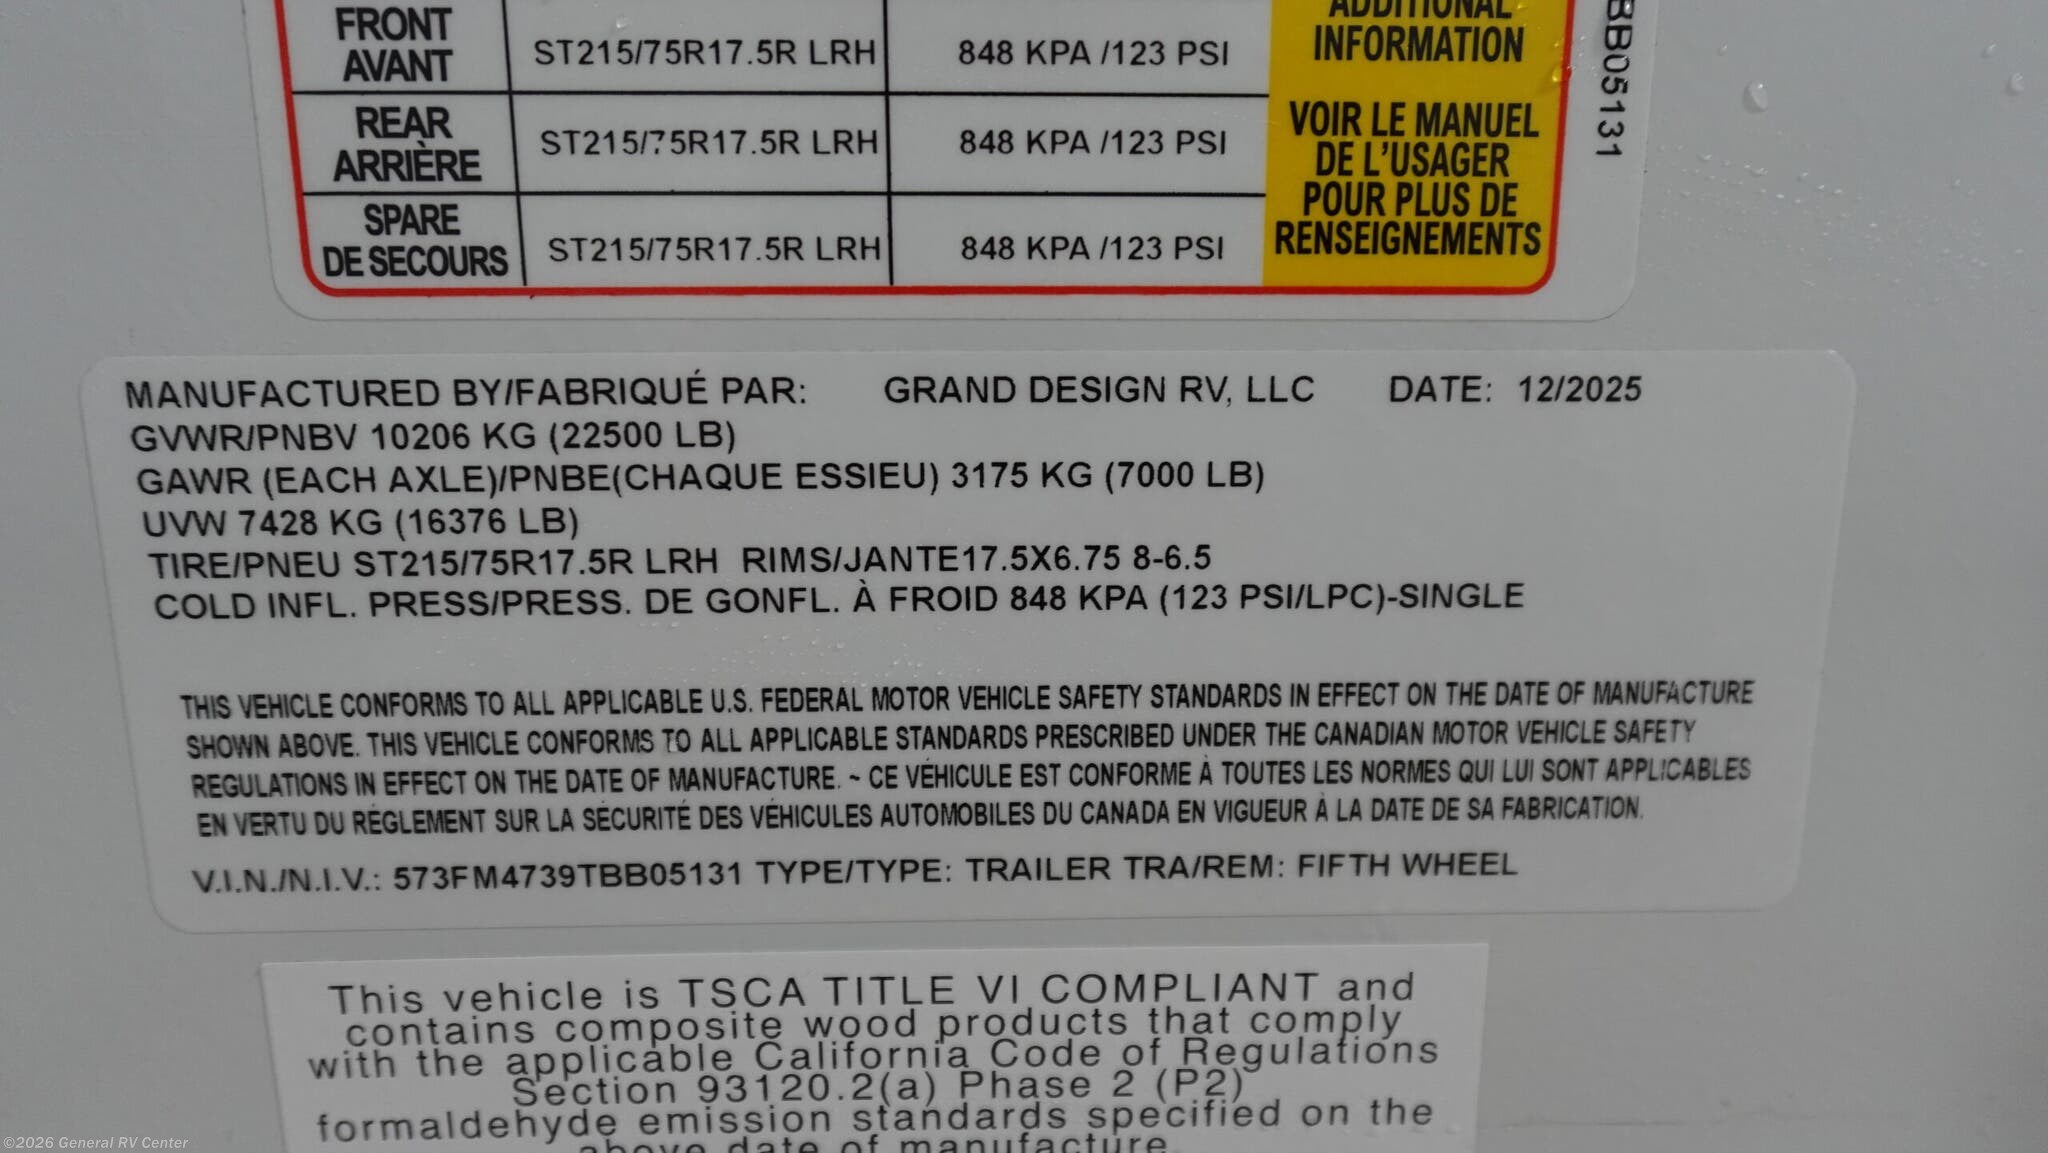 FRONT
AVANT
ST215/75R17.5R LRH
848 KPA /123 PSI
REAR
ARRIÈRE
ST215/75R17.5R LRH
848 KPA /123 PSI
SPARE
DE SECOURS
ST215/75R17.5R LRH
848 KPA /123 PSI
ADDITIONAL
INFORMATION
VOIR LE MANUEL
DE L'USAGER
POUR PLUS DE
RENSEIGNEMENTS
BB05131
MANUFACTURED BY/FABRIQUÉ PAR: GRAND DESIGN RV, LLC DATE: 12/2025
GVWR/PNBV 10206 KG (22500 LB)
GAWR (EACH AXLE)/PNBE(CHAQUE ESSIEU) 3175 KG (7000 LB)
UVW 7428 KG (16376 LB)
TIRE/PNEU ST215/75R17.5R LRH RIMS/JANTE17.5X6.75 8-6.5
COLD INFL. PRESS/PRESS. DE GONFL. À FROID 848 KPA (123 PSI/LPC)-SINGLE
THIS VEHICLE CONFORMS TO ALL APPLICABLE U.S. FEDERAL MOTOR VEHICLE SAFETY STANDARDS IN EFFECT ON THE DATE OF MANUFACTURE
SHOWN ABOVE. THIS VEHICLE CONFORMS TO ALL APPLICABLE STANDARDS PRESCRIBED UNDER THE CANADIAN MOTOR VEHICLE SAFETY
REGULATIONS IN EFFECT ON THE DATE OF MANUFACTURE. ~ CE VÉHICULE EST CONFORME À TOUTES LES NORMES QUI LUI SONT APPLICABLES
EN VERTU DU RÉGLEMENT SUR LA SÉCURITÉ DES VÉHICULES AUTOMOBILES DU CANADA EN VIGUEUR À LA DATE DE SA FABRICATION.
V.I.N./N.I.V.: 573FM4739TBB05131 TYPE/TYPE: TRAILER TRA/REM: FIFTH WHEEL
This vehicle is TSCA TITLE VI COMPLIANT and
contains composite wood products that comply
with the applicable California Code of Regulations
Section 93120.2(a) Phase 2 (P2)
formaldehyde emission standards specified on the
above date of manufacture.
©2026 General RV Center